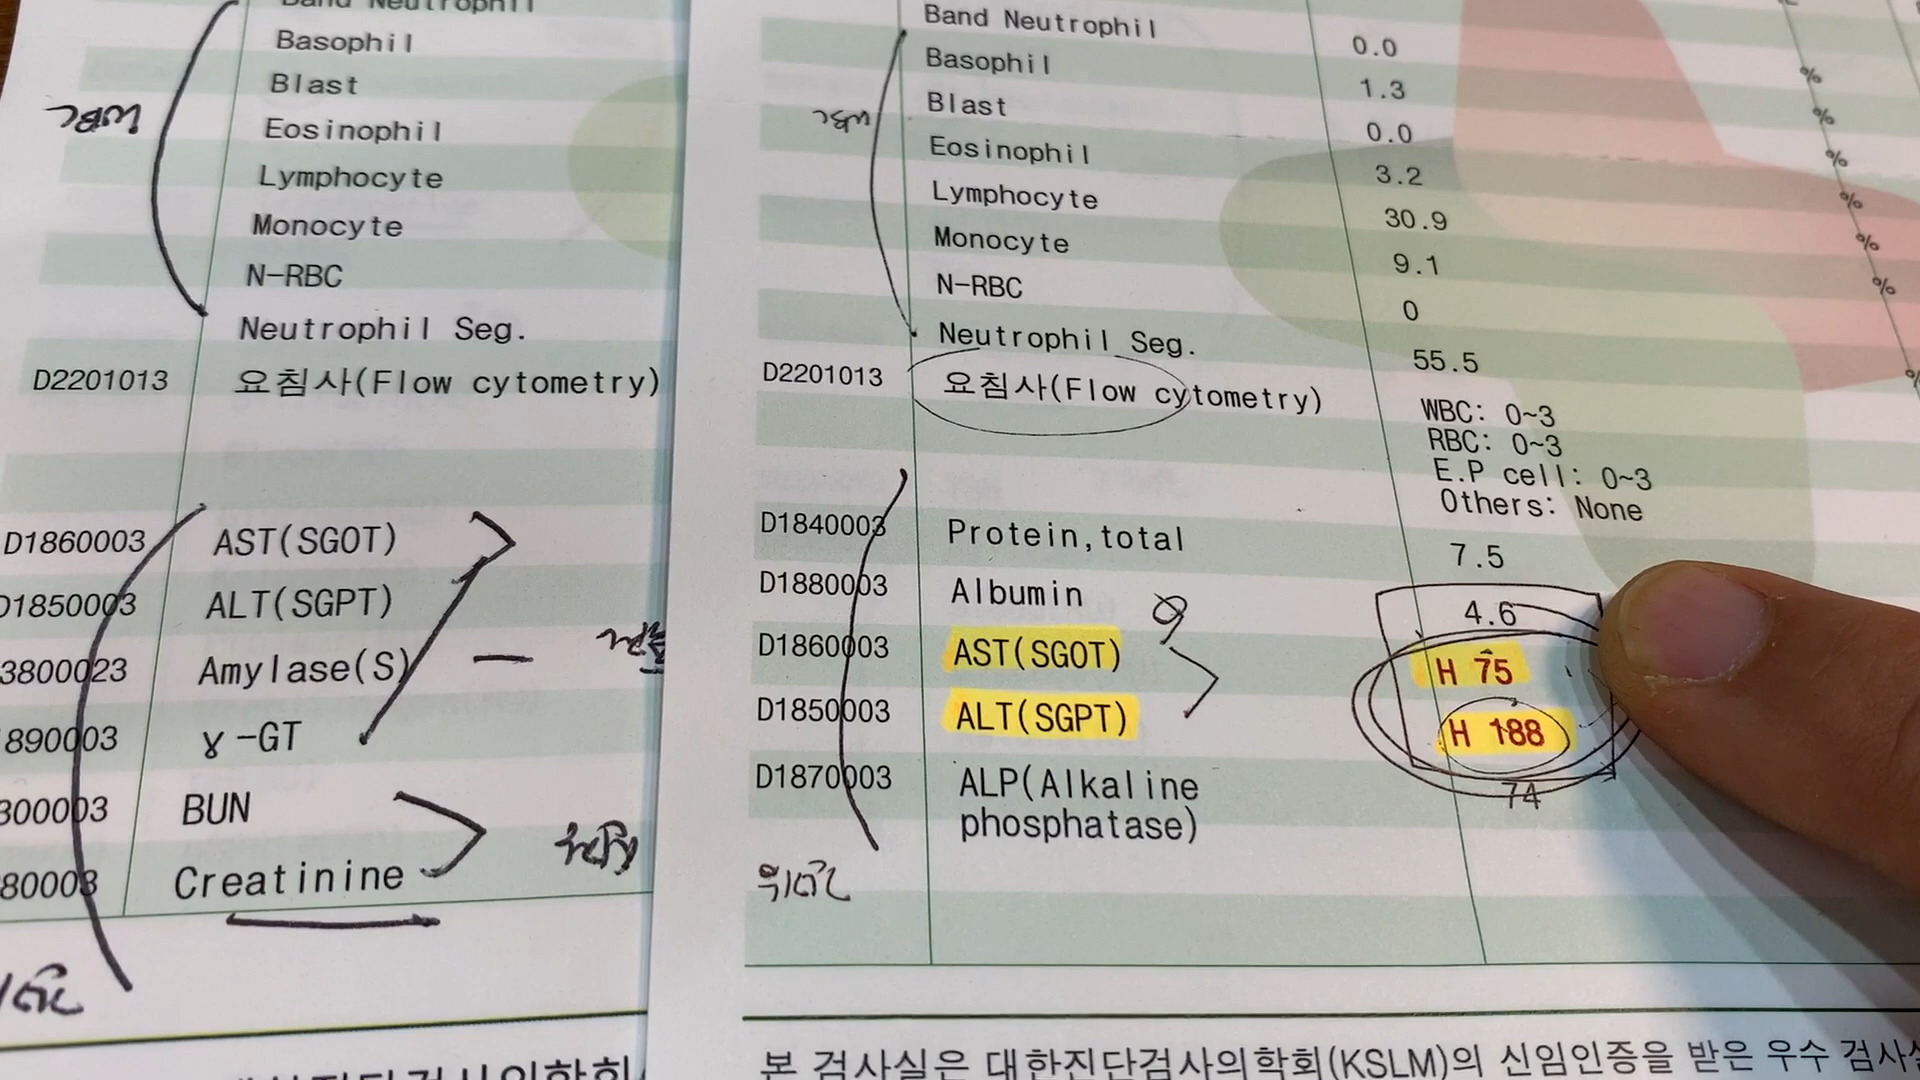 Band Neutrophil
Basophil
Blast
Eosinophil
Lymphocyte
Monocyte
N-RBC
Neutrophil Seg.
D2201013 요침사(Flow cytometry)
D1860003 AST(SGOT)
D1850003 ALT(SGPT)
3800023 Amylase(S)
890003 γ-GT
300003 BUN
80003 Creatinine
WBC
Band Neutrophil 0.0 %
Basophil 1.3 %
Blast 0.0 %
Eosinophil 3.2 %
Lymphocyte 30.9 %
Monocyte 9.1 %
N-RBC 0
Neutrophil Seg. 55.5 %
WBC
D2201013 요침사(Flow cytometry) WBC: 0~3
RBC: 0~3
E.P cell: 0~3
Others: None
D1840003 Protein,total 7.5
D1880003 Albumin 4.6
D1860003 AST(SGOT) H 75
D1850003 ALT(SGPT) H 188
D1870003 ALP(Alkaline 74
phosphatase)
본 검사실은 대한진단검사의학회(KSLM)의 신임인증을 받은 우수 검사실